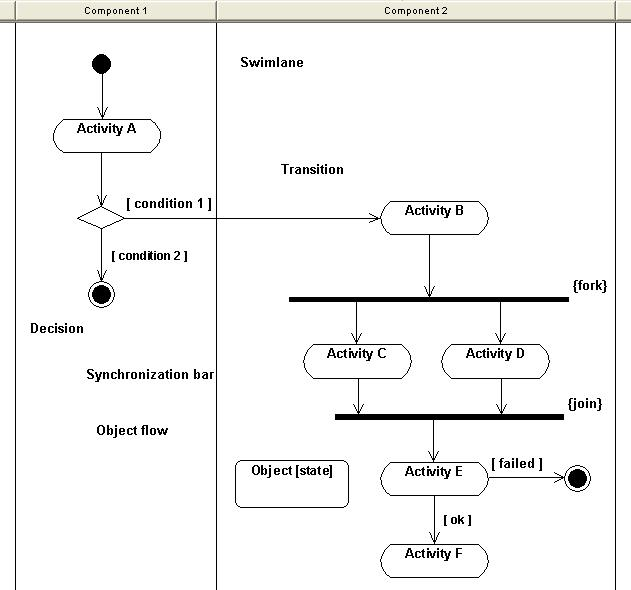 Component 1
Component 2
Swimlane
Activity A
Transition
[ condition 1 ]
Activity B
[ condition 2 ]
{fork}
Decision
Activity C
Activity D
Synchronization bar
{join}
Object flow
Object [state]
Activity E
[ failed ]
[ ok ]
Activity F